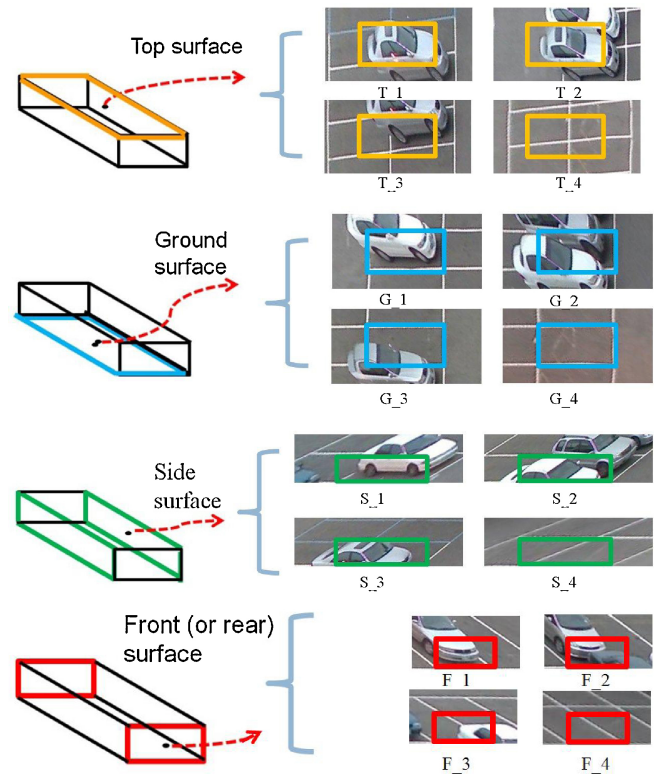 Top surface
T_1
T_2
T_3
T_4
Ground
surface
G_1
G_2
G_3
G_4
Side
surface
S_1
S_2
S_3
S_4
Front (or rear)
surface
F_1
F_2
F_3
F_4